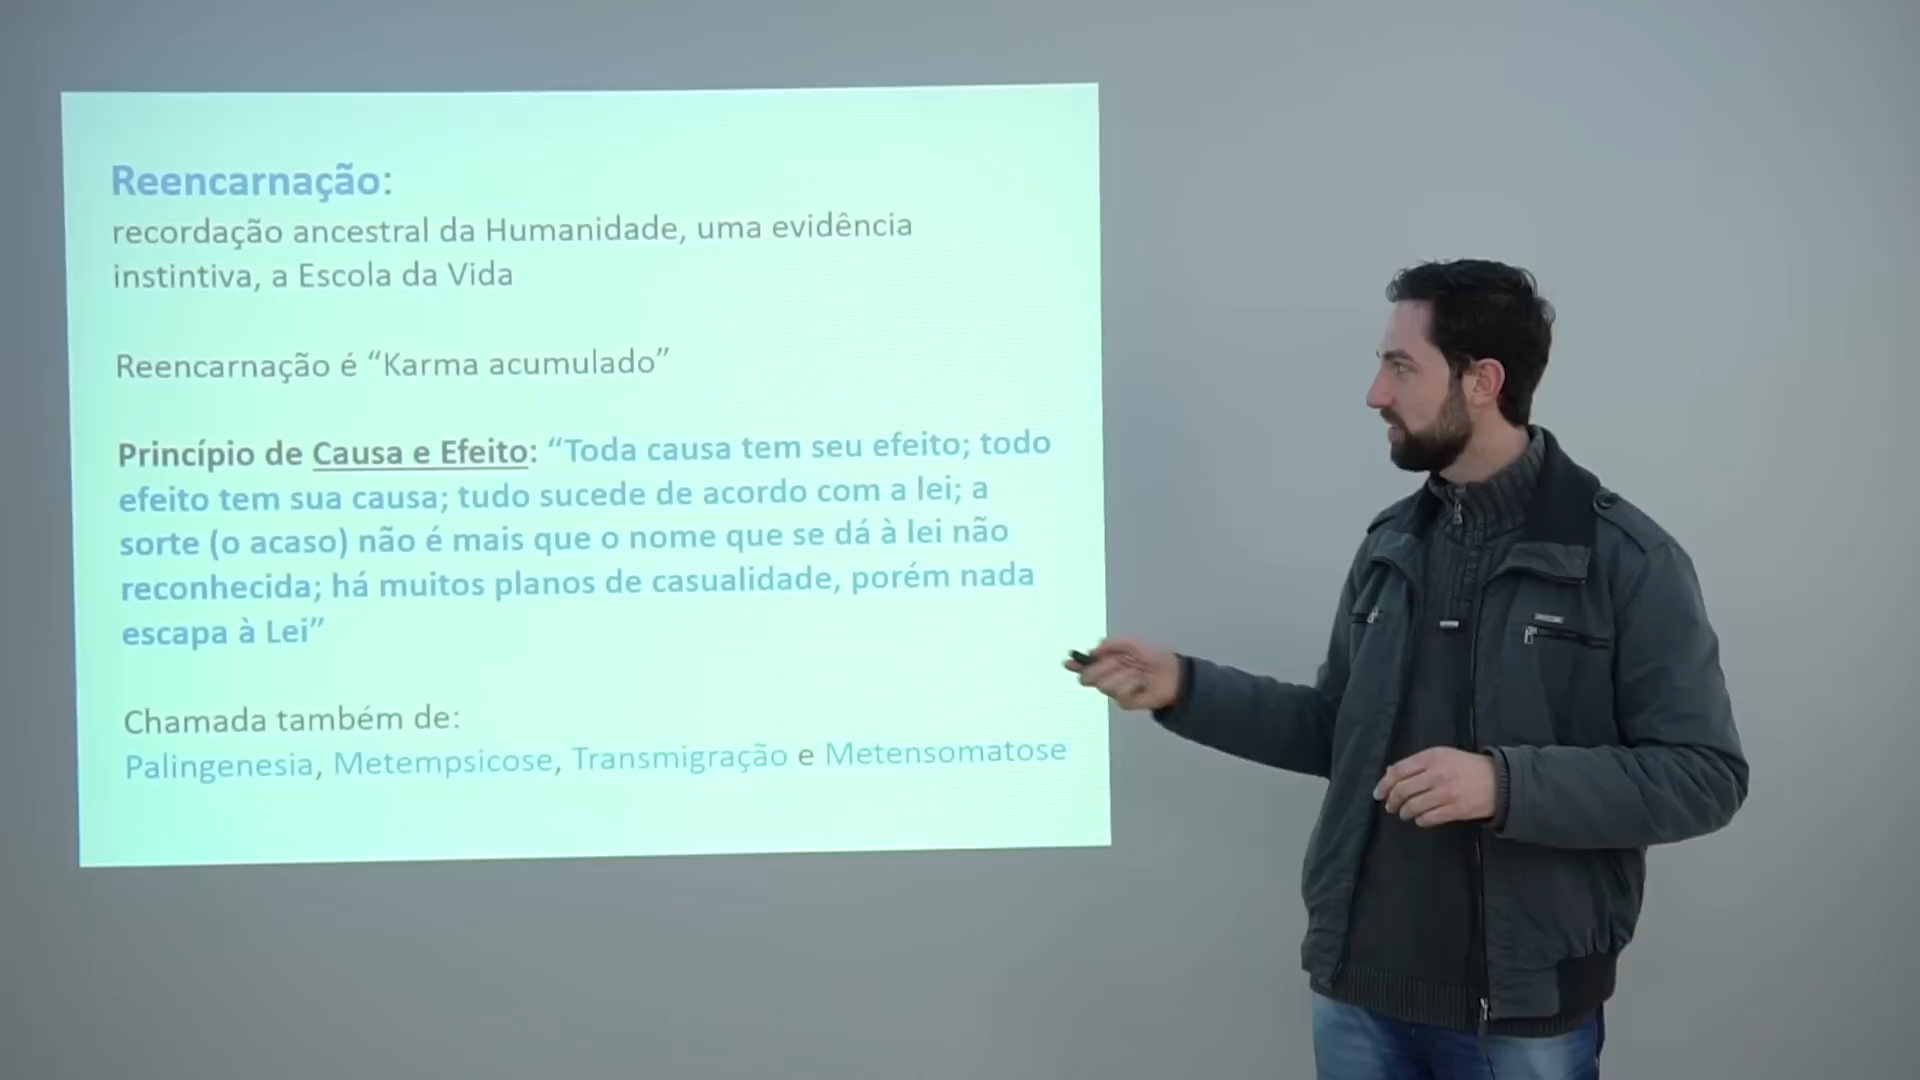 Reencarnação:
recordação ancestral da Humanidade, uma evidência
instintiva, a Escola da Vida
Reencarnação é “Karma acumulado”
Princípio de Causa e Efeito: “Toda causa tem seu efeito; todo
efeito tem sua causa; tudo sucede de acordo com a lei; a
sorte (o acaso) não é mais que o nome que se dá à lei não
reconhecida; há muitos planos de casualidade, porém nada
escapa à Lei”
Chamada também de:
Palingenesia, Metempsicose, Transmigração e Metensomatose